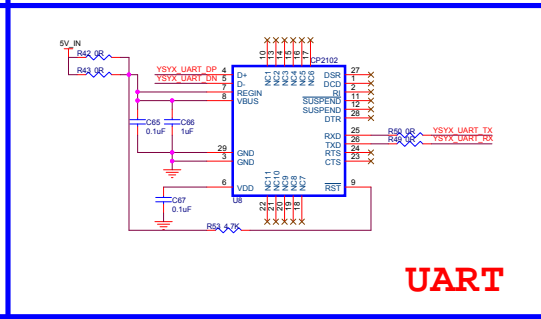 5V_IN
R42 0R
R43 0R
10
13
14
15
16
17
CP2102
NC1
NC2
NC3
NC4
NC5
NC6
YSYX_UART_DP 4 D+
YSYX_UART_DN 5 D-
7 REGIN
8 VBUS
DSR 27
DCD 1
RI 2
SUSPEND 11
SUSPEND 12
DTR 28
C65
0.1uF
C66
1uF
RXD 25 R50 0R YSYX_UART_TX
TXD 26 R49 0R YSYX_UART_RX
RTS 24
CTS 23
29 GND
3 GND
6 VDD
RST 9
C67
0.1uF
NC11
NC10
NC9
NC8
NC7
U8
22
21
20
19
18
R53 4.7K
UART